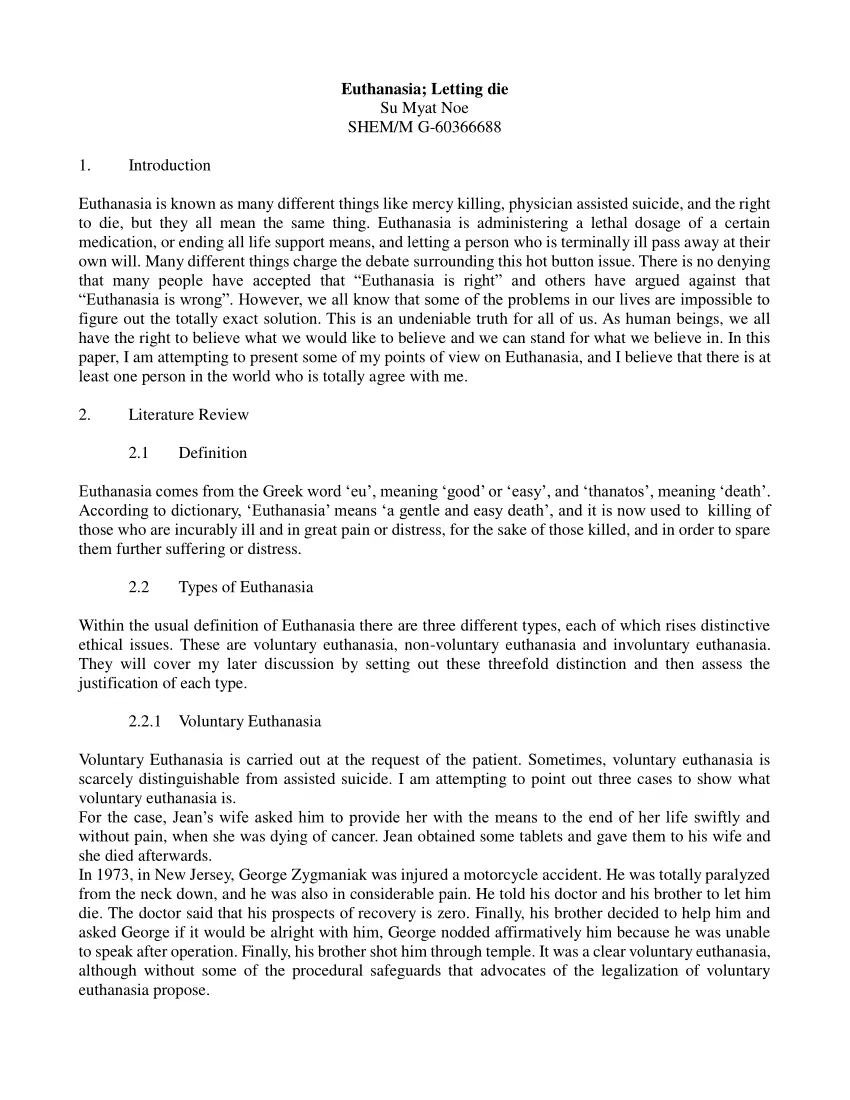 Euthanasia; Letting die
Su Myat Noe
SHEM/M G-60366688
1. Introduction
Euthanasia is known as many different things like mercy killing, physician assisted suicide, and the right
to die, but they all mean the same thing. Euthanasia is administering a lethal dosage of a certain
medication, or ending all life support means, and letting a person who is terminally ill pass away at their
own will. Many different things charge the debate surrounding this hot button issue. There is no denying
that many people have accepted that “Euthanasia is right” and others have argued against that
“Euthanasia is wrong”. However, we all know that some of the problems in our lives are impossible to
figure out the totally exact solution. This is an undeniable truth for all of us. As human beings, we all
have the right to believe what we would like to believe and we can stand for what we believe in. In this
paper, I am attempting to present some of my points of view on Euthanasia, and I believe that there is at
least one person in the world who is totally agree with me.
2. Literature Review
2.1 Definition
Euthanasia comes from the Greek word ‘eu’, meaning ‘good’ or ‘easy’, and ‘thanatos’, meaning ‘death’.
According to dictionary, ‘Euthanasia’ means ‘a gentle and easy death’, and it is now used to killing of
those who are incurably ill and in great pain or distress, for the sake of those killed, and in order to spare
them further suffering or distress.
2.2 Types of Euthanasia
Within the usual definition of Euthanasia there are three different types, each of which rises distinctive
ethical issues. These are voluntary euthanasia, non-voluntary euthanasia and involuntary euthanasia.
They will cover my later discussion by setting out these threefold distinction and then assess the
justification of each type.
2.2.1 Voluntary Euthanasia
Voluntary Euthanasia is carried out at the request of the patient. Sometimes, voluntary euthanasia is
scarcely distinguishable from assisted suicide. I am attempting to point out three cases to show what
voluntary euthanasia is.
For the case, Jean’s wife asked him to provide her with the means to the end of her life swiftly and
without pain, when she was dying of cancer. Jean obtained some tablets and gave them to his wife and
she died afterwards.
In 1973, in New Jersey, George Zygmaniak was injured a motorcycle accident. He was totally paralyzed
from the neck down, and he was also in considerable pain. He told his doctor and his brother to let him
die. The doctor said that his prospects of recovery is zero. Finally, his brother decided to help him and
asked George if it would be alright with him, George nodded affirmatively him because he was unable
to speak after operation. Finally, his brother shot him through temple. It was a clear voluntary euthanasia,
although without some of the procedural safeguards that advocates of the legalization of voluntary
euthanasia propose.